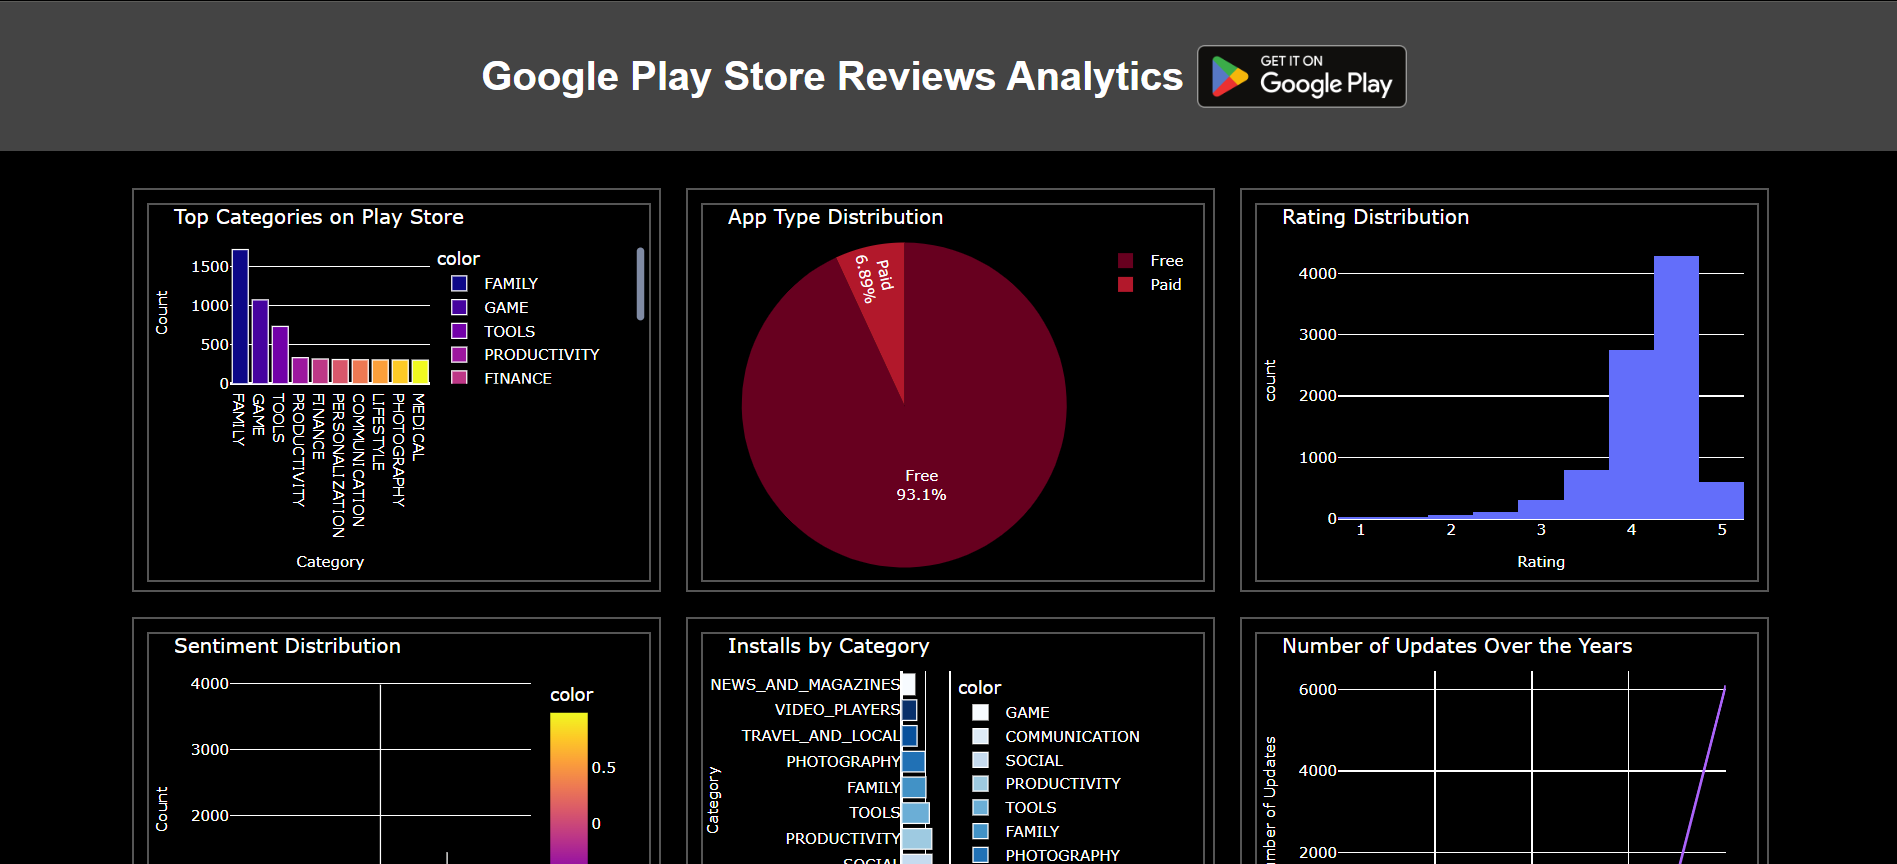 Google Play Store Reviews Analytics
GET IT ON
Google Play
Top Categories on Play Store
1500
1000
500
0
Count
FAMILY
GAME
TOOLS
PRODUCTIVITY
FINANCE
PERSONALIZATION
COMMUNICATION
LIFESTYLE
PHOTOGRAPHY
MEDICAL
Category
color
FAMILY
GAME
TOOLS
PRODUCTIVITY
FINANCE
App Type Distribution
Paid
6.89%
Free
93.1%
Free
Paid
Rating Distribution
4000
3000
2000
1000
0
count
1
2
3
4
5
Rating
Sentiment Distribution
4000
3000
2000
Count
color
0.5
0
Installs by Category
NEWS_AND_MAGAZINES
VIDEO_PLAYERS
TRAVEL_AND_LOCAL
PHOTOGRAPHY
FAMILY
TOOLS
PRODUCTIVITY
SOCIAL
Category
color
GAME
COMMUNICATION
SOCIAL
PRODUCTIVITY
TOOLS
FAMILY
PHOTOGRAPHY
Number of Updates Over the Years
6000
4000
2000
mber of Updates